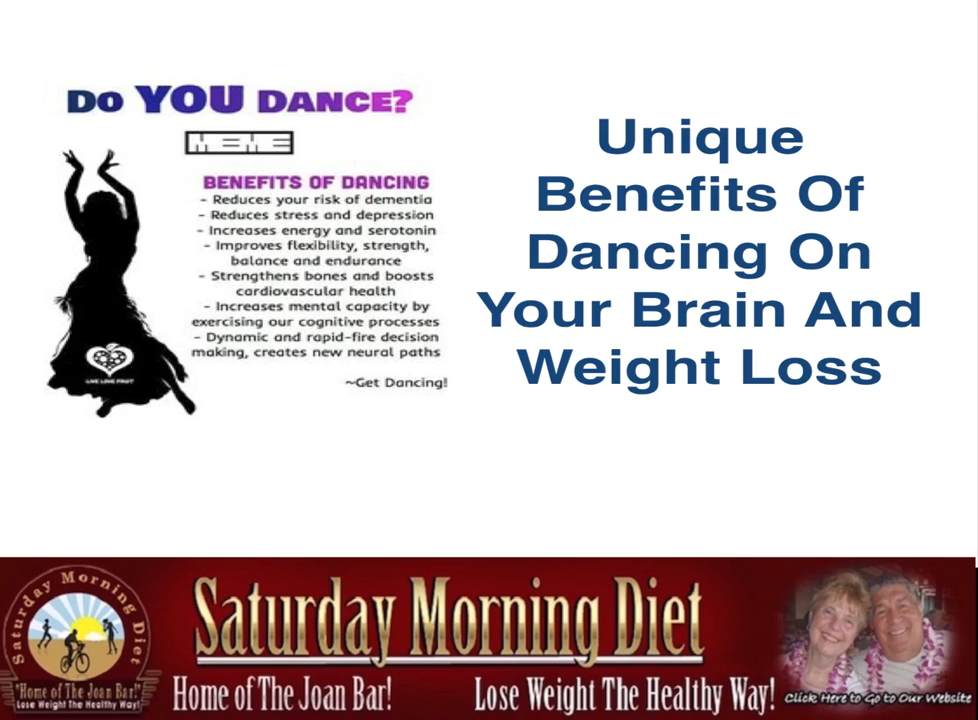 Do YOU Dance?
MEME
BENEFITS OF DANCING
- Reduces your risk of dementia
- Reduces stress and depression
- Increases energy and serotonin
- Improves flexibility, strength,
balance and endurance
- Strengthens bones and boosts
cardiovascular health
- Increases mental capacity by
exercising our cognitive processes
- Dynamic and rapid-fire decision
making, creates new neural paths
~Get Dancing!
LIVE LOVE FRUIT
Unique
Benefits Of
Dancing On
Your Brain And
Weight Loss
Saturday Morning Diet
"Home of The Joan Bar!"
Lose Weight The Healthy Way!
Saturday Morning Diet
Home of The Joan Bar! Lose Weight The Healthy Way!
Click Here to Go to Our Website